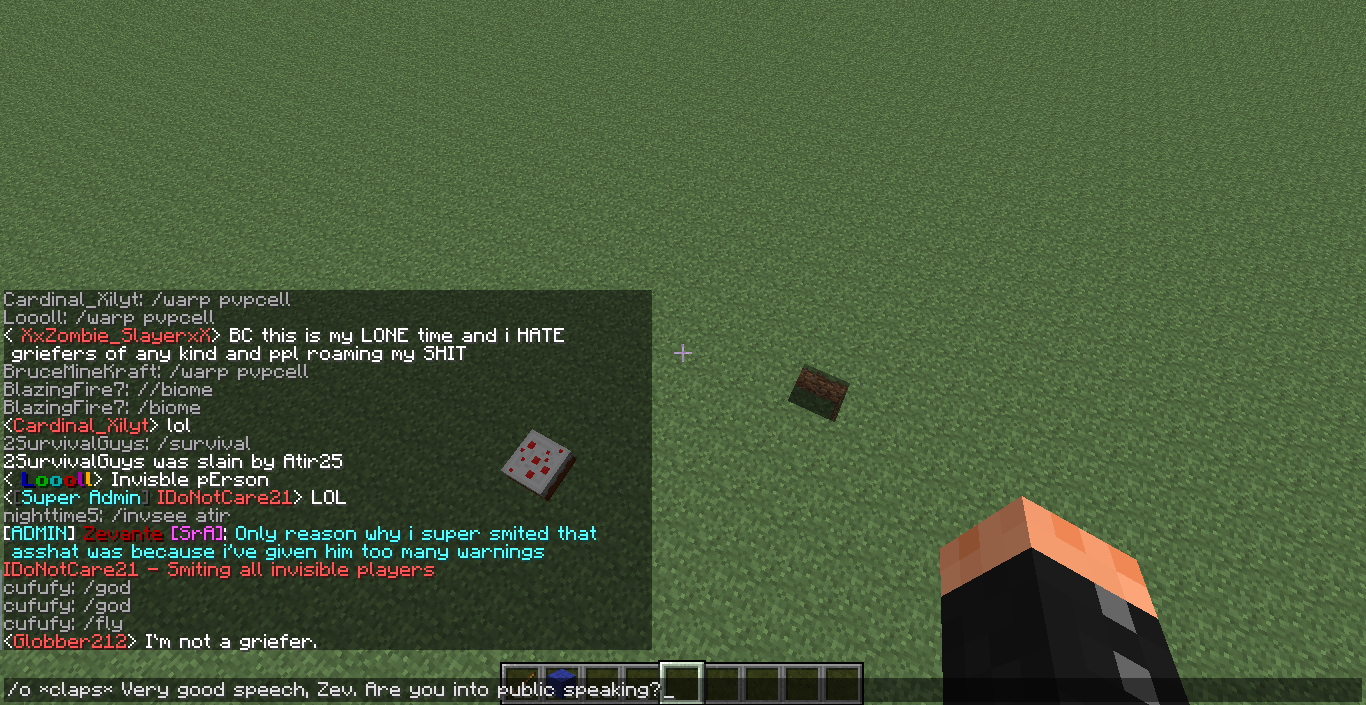 Cardinal_Xilyt: /warp pvpcell
Loooll: /warp pvpcell
< XxZombie_SlayerxX> BC this is my LONE time and i HATE
griefers of any kind and ppl roaming my SHIT
BruceMineKraft: /warp pvpcell
BlazingFire7: //biome
BlazingFire7: /biome
<Cardinal_Xilyt> lol
2SurvivalGuys: /survival
2SurvivalGuys was slain by Atir25
< Loooll> Invisble pErson
<[Super Admin] IDoNotCare21> LOL
nighttime5: /invsee atir
[ADMIN] Zevante [SrA]: Only reason why i super smited that
asshat was because i've given him too many warnings
IDoNotCare21 - Smiting all invisible players
cufufy: /god
cufufy: /god
cufufy: /fly
<Globber212> I'm not a griefer.
/o *claps* Very good speech, Zev. Are you into public speaking?_